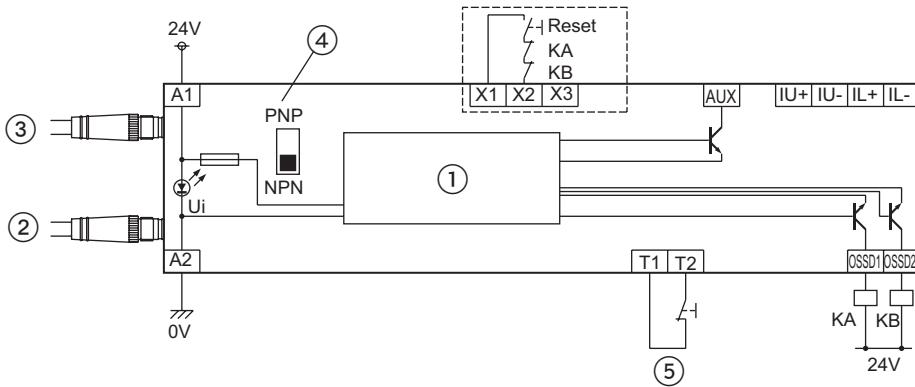 24V
④
Reset
KA
KB
A1
X1 X2 X3
AUX
IU+ IU- IL+ IL-
③
PNP
NPN
①
Ui
②
A2
T1 T2
OSSD1 OSSD2
0V
KA KB
⑤
24V